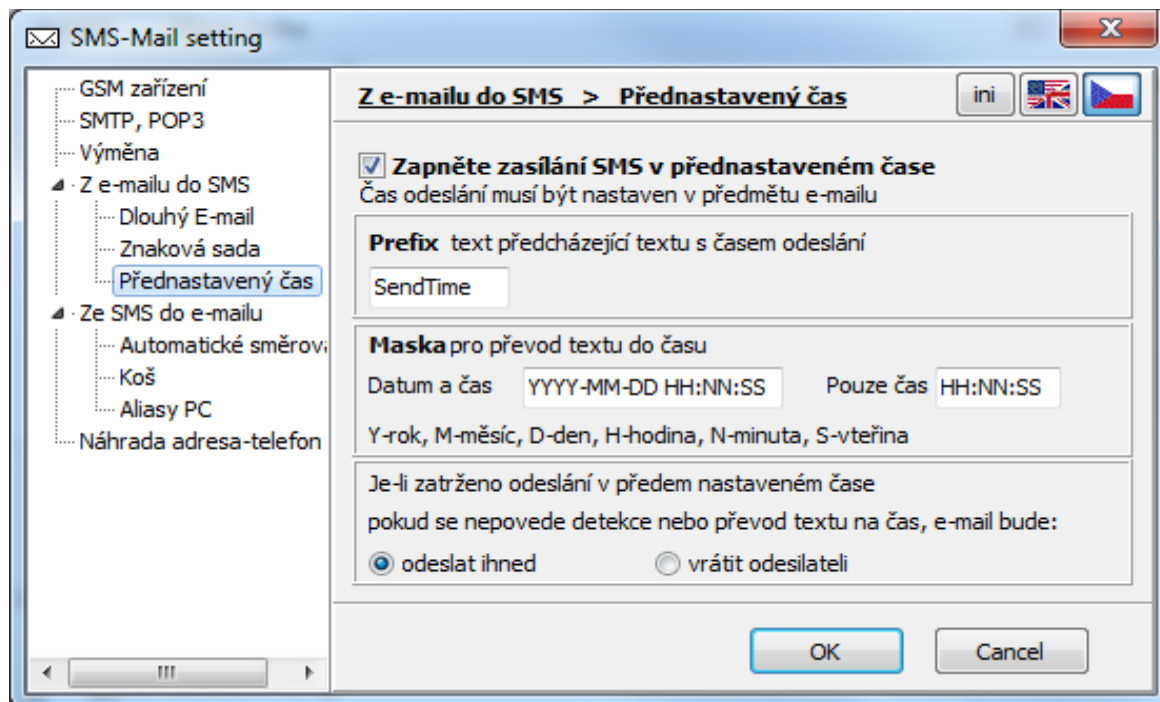 SMS-Mail setting
GSM zařízení
SMTP, POP3
Výměna
Z e-mailu do SMS
Dlouhý E-mail
Znaková sada
Přednastavený čas
Ze SMS do e-mailu
Automatické směrova
Koš
Aliasy PC
Náhrada adresa-telefon
Z e-mailu do SMS > Přednastavený čas
ini
Zapněte zasílání SMS v přednastaveném čase
Čas odeslání musí být nastaven v předmětu e-mailu
Prefix text předcházející textu s časem odeslání
SendTime
Maska pro převod textu do času
Datum a čas YYYY-MM-DD HH:NN:SS Pouze čas HH:NN:SS
Y-rok, M-měsíc, D-den, H-hodina, N-minuta, S-vteřina
Je-li zatrženo odeslání v předem nastaveném čase
pokud se nepovede detekce nebo převod textu na čas, e-mail bude:
odeslat ihned vrátit odesilateli
OK Cancel